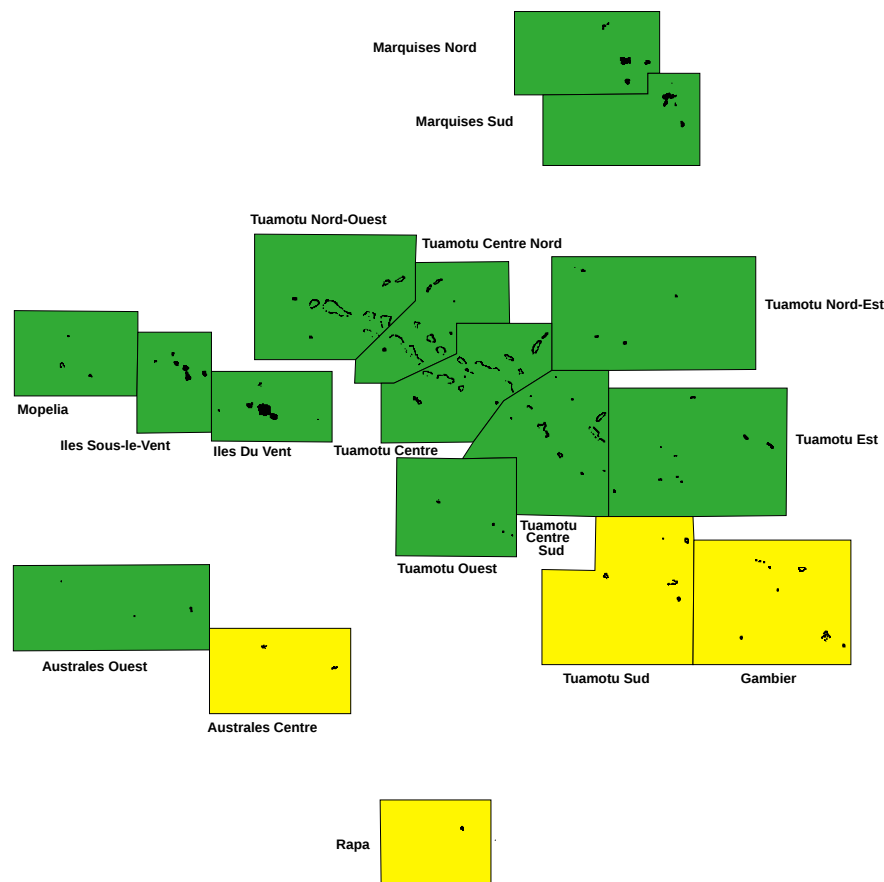 Marquises Nord
Marquises Sud
Tuamotu Nord-Ouest
Tuamotu Centre Nord
Tuamotu Nord-Est
Mopelia
Iles Sous-le-Vent
Iles Du Vent
Tuamotu Centre
Tuamotu Est
Tuamotu
Centre
Sud
Tuamotu Ouest
Australes Ouest
Tuamotu Sud
Gambier
Australes Centre
Rapa